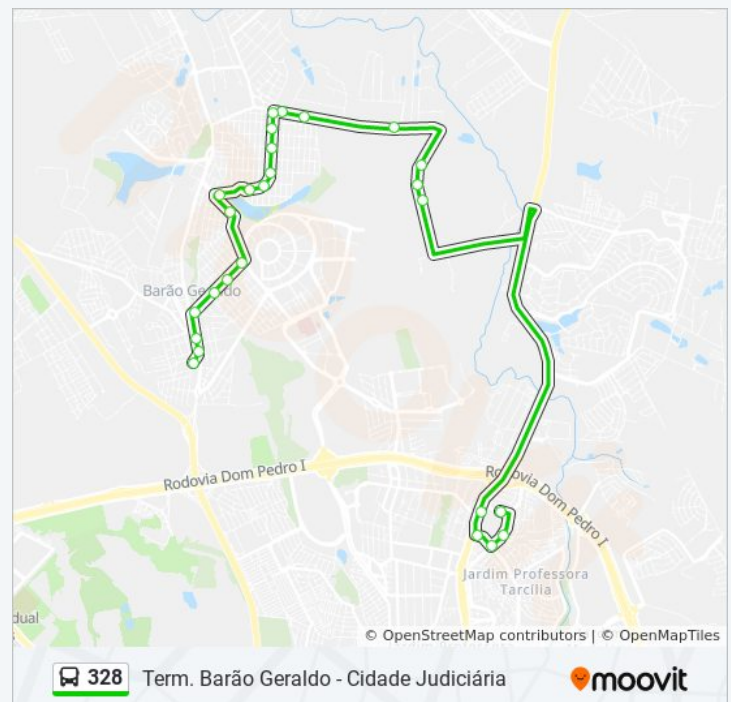 Barão Geraldo
Rodovia Dom Pedro I
Rodovia Dom Pedro I
Jardim Professora
Tarcília
dual
© OpenStreetMap contributors | © OpenMapTiles
328 Term. Barão Geraldo - Cidade Judiciária moovit